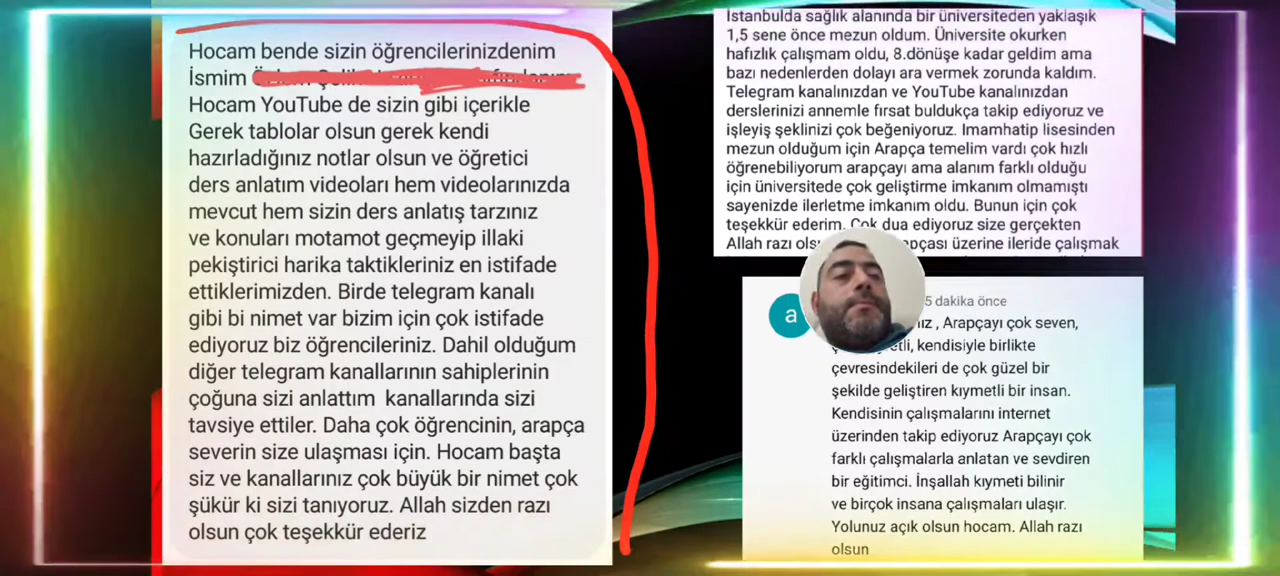 Hocam bende sizin öğrencilerinizdenim
İsmim
Hocam YouTube de sizin gibi içerikle
Gerek tablolar olsun gerek kendi
hazırladığınız notlar olsun ve öğretici
ders anlatım videoları hem videolarınızda
mevcut hem sizin ders anlatış tarzınız
ve konuları motamot geçmeyip illaki
pekiştirici harika taktikleriniz en istifade
ettiklerimizden. Birde telegram kanalı
gibi bi nimet var bizim için çok istifade
ediyoruz biz öğrencileriniz. Dahil olduğum
diğer telegram kanallarının sahiplerinin
çoğuna sizi anlattım kanallarında sizi
tavsiye ettiler. Daha çok öğrencinin, arapça
severin size ulaşması için. Hocam başta
siz ve kanallarınız çok büyük bir nimet çok
şükür ki sizi tanıyoruz. Allah sizden razı
olsun çok teşekkür ederiz
İstanbulda sağlık alanında bir üniversiteden yaklaşık
1,5 sene önce mezun oldum. Üniversite okurken
hafızlık çalışmam oldu, 8.dönüşe kadar geldim ama
bazı nedenlerden dolayı ara vermek zorunda kaldım.
Telegram kanalınızdan ve YouTube kanalınızdan
derslerinizi annemle fırsat buldukça takip ediyoruz ve
işleyiş şeklinizi çok beğeniyoruz. Imamhatip lisesinden
mezun olduğum için Arapça temelim vardı çok hızlı
öğrenebiliyorum arapçayı ama alanım farklı olduğu
için üniversitede çok geliştirme imkanım olmamıştı
sayenizde ilerletme imkanım oldu. Bunun için çok
teşekkür ederim. Çok dua ediyoruz size gerçekten
Allah razı üzerine ileride çalışmak
a
5 dakika önce
, Arapçayı çok seven,
kendisiyle birlikte
çevresindekileri de çok güzel bir
şekilde geliştiren kıymetli bir insan.
Kendisinin çalışmalarını internet
üzerinden takip ediyoruz Arapçayı çok
farklı çalışmalarla anlatan ve sevdiren
bir eğitimci. İnşallah kıymeti bilinir
ve birçok insana çalışmaları ulaşır.
Yolunuz açık olsun hocam. Allah razı
olsun